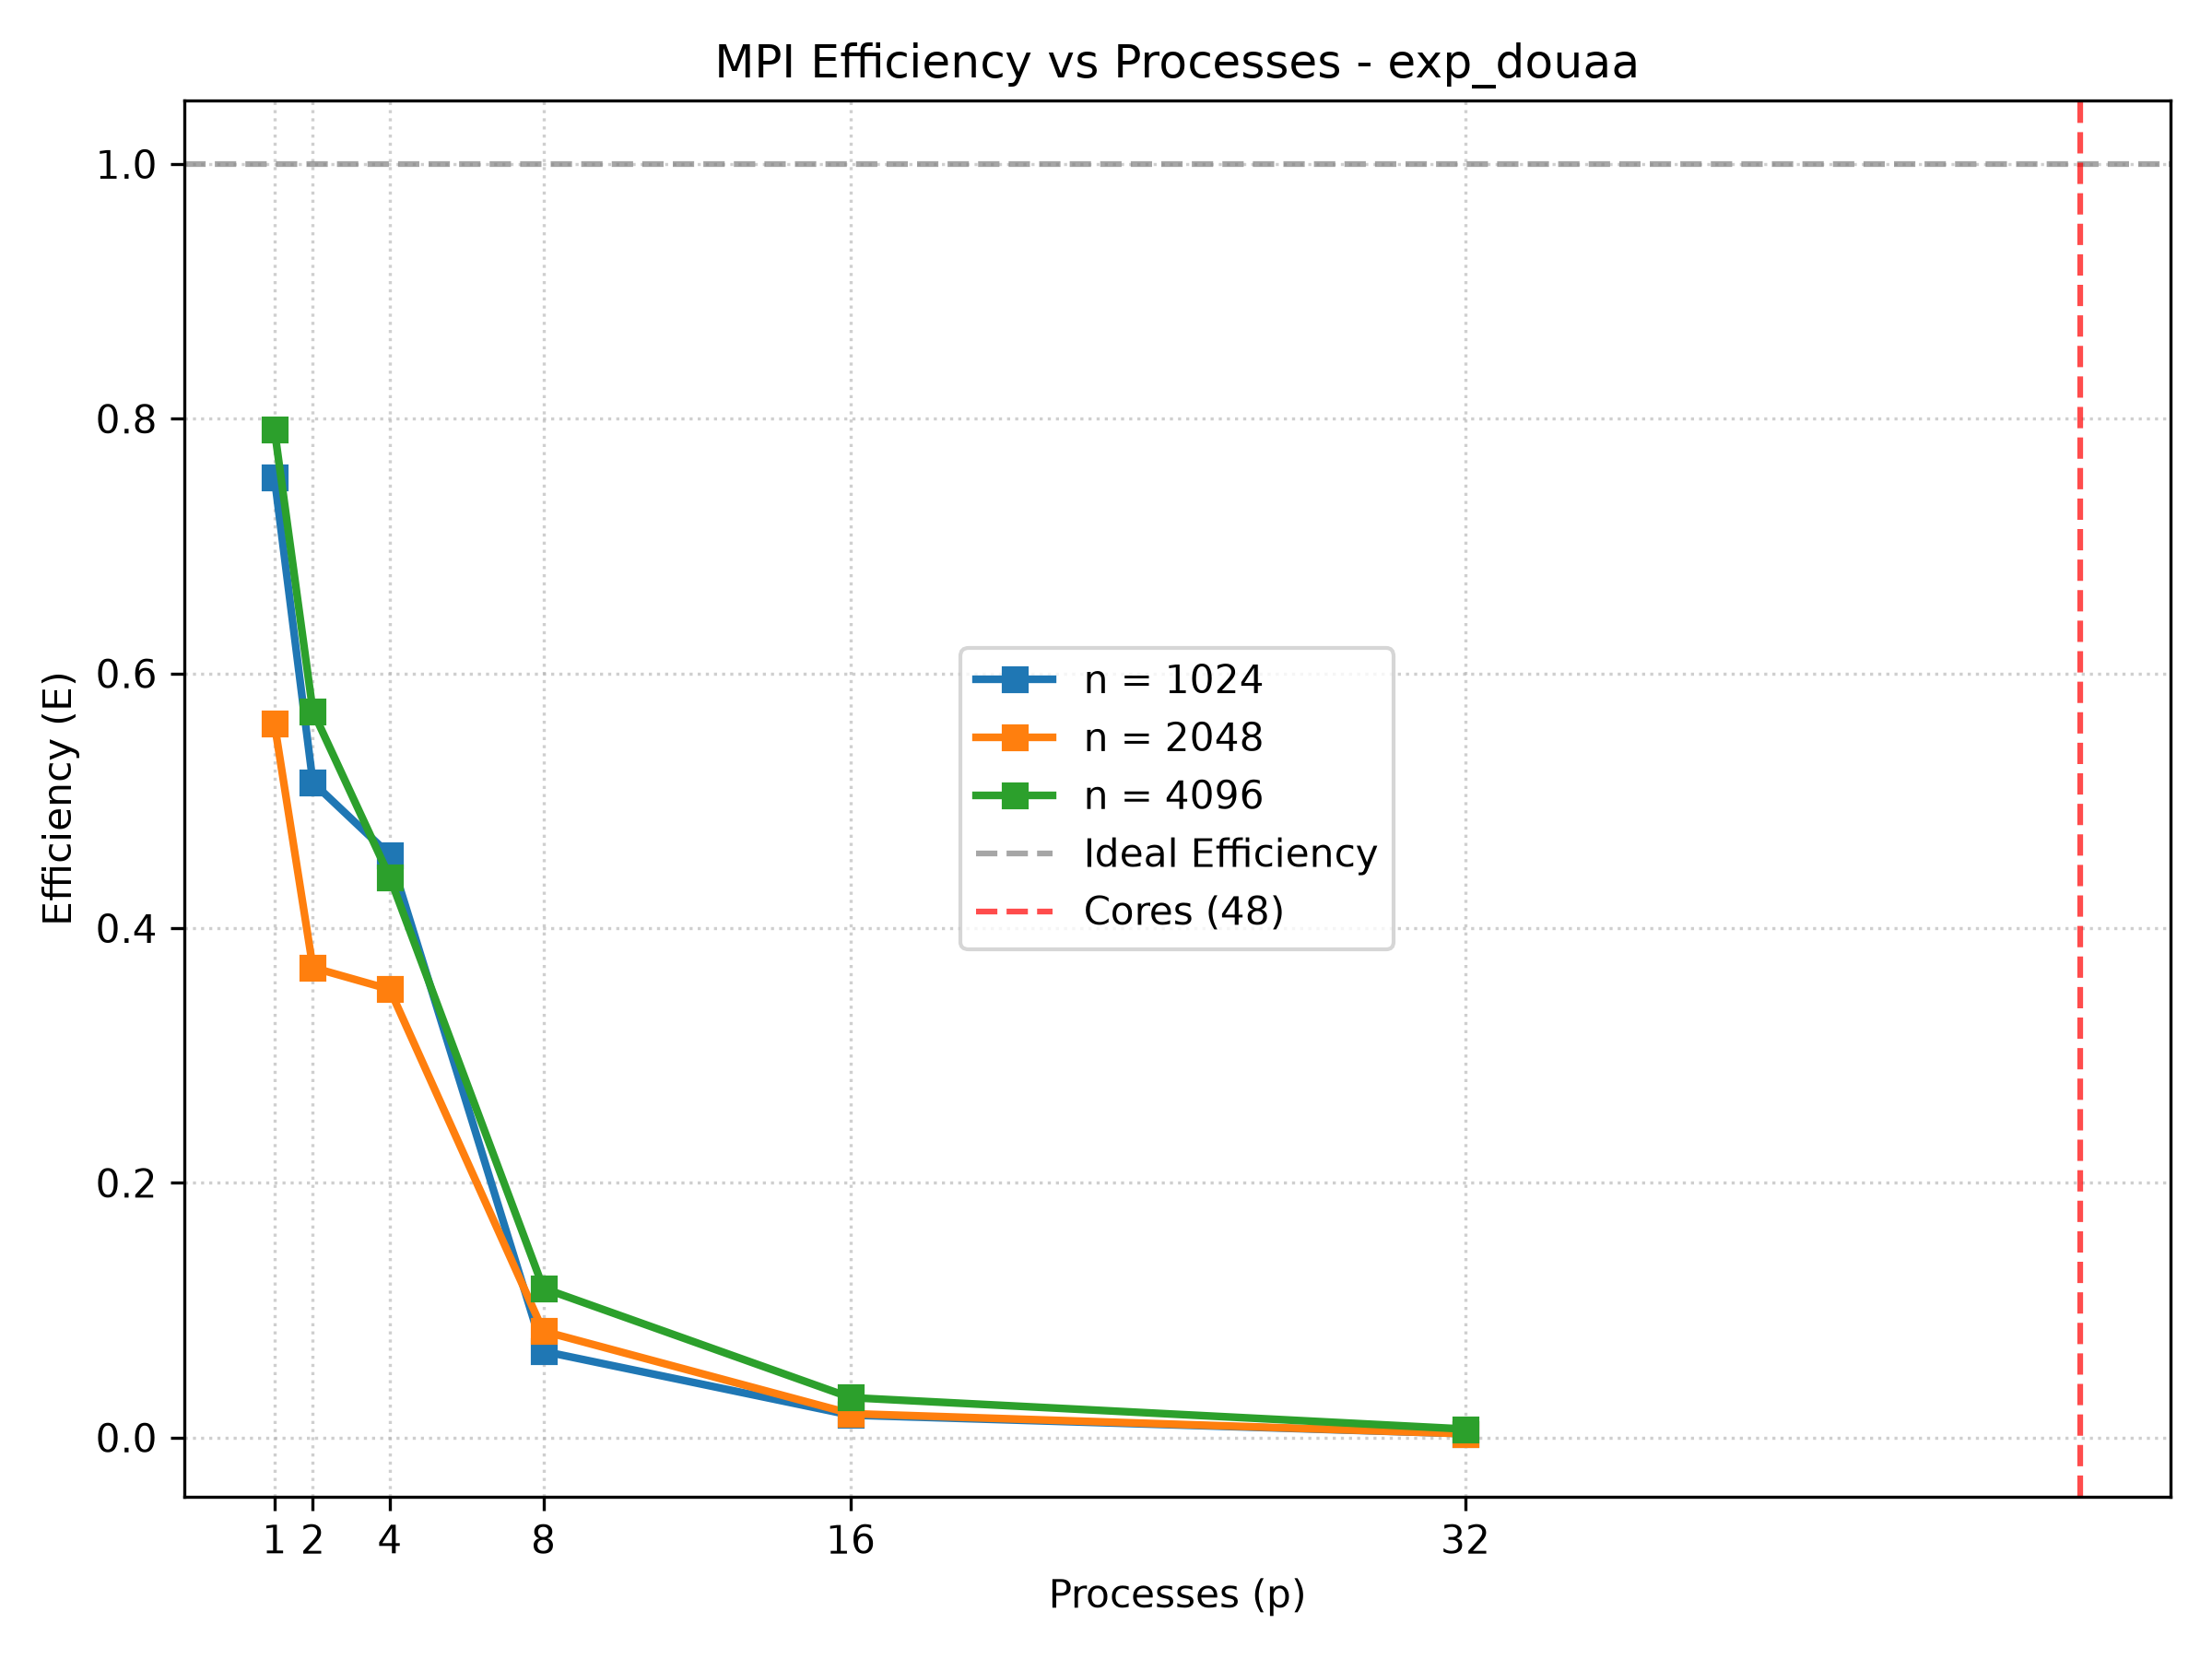 MPI Efficiency vs Processes - exp_douaa
1.0
0.8
0.6
0.4
0.2
0.0
Efficiency (E)
n = 1024
n = 2048
n = 4096
Ideal Efficiency
Cores (48)
1 2 4 8 16 32
Processes (p)